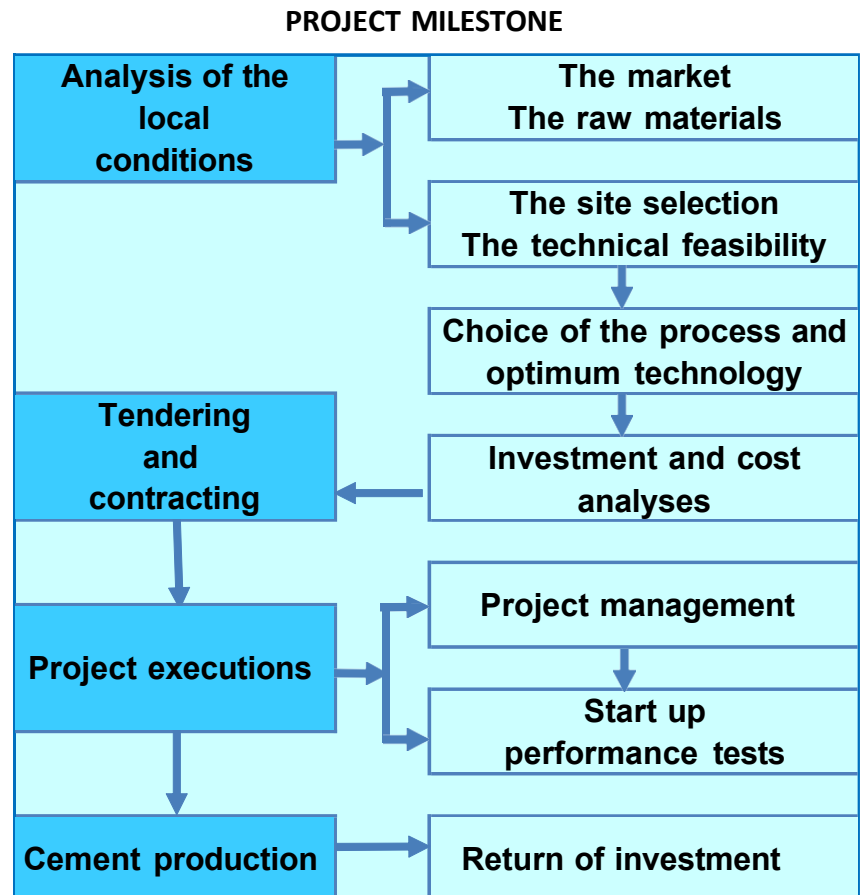 PROJECT MILESTONE
Analysis of the
local
conditions
The market
The raw materials
The site selection
The technical feasibility
Choice of the process and
optimum technology
Tendering
and
contracting
Investment and cost
analyses
Project executions
Project management
Start up
performance tests
Cement production
Return of investment